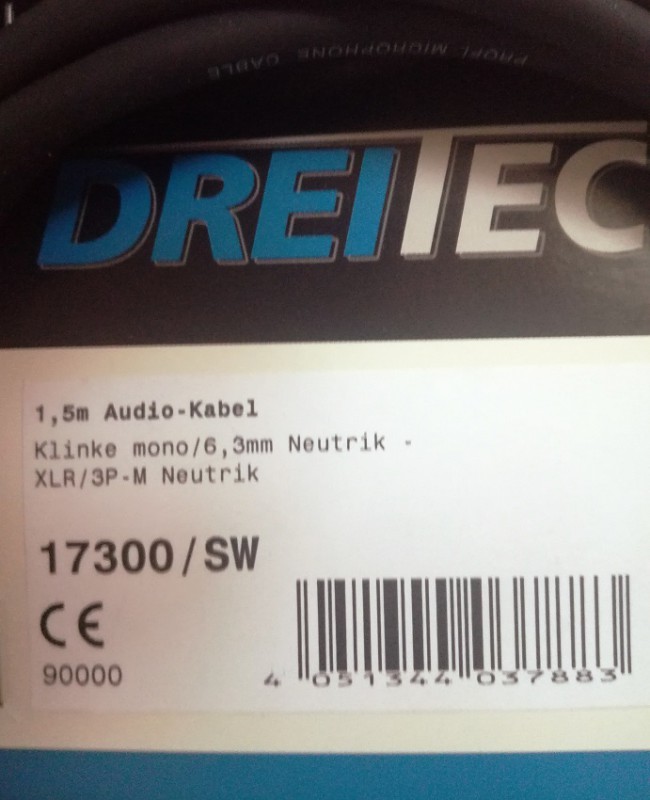 PROFI MICROPHONE CABLE
DREITEC
1,5m Audio-Kabel
Klinke mono/6,3mm Neutrik -
XLR/3P-M Neutrik
17300/SW
CE
90000
4 051344 037883